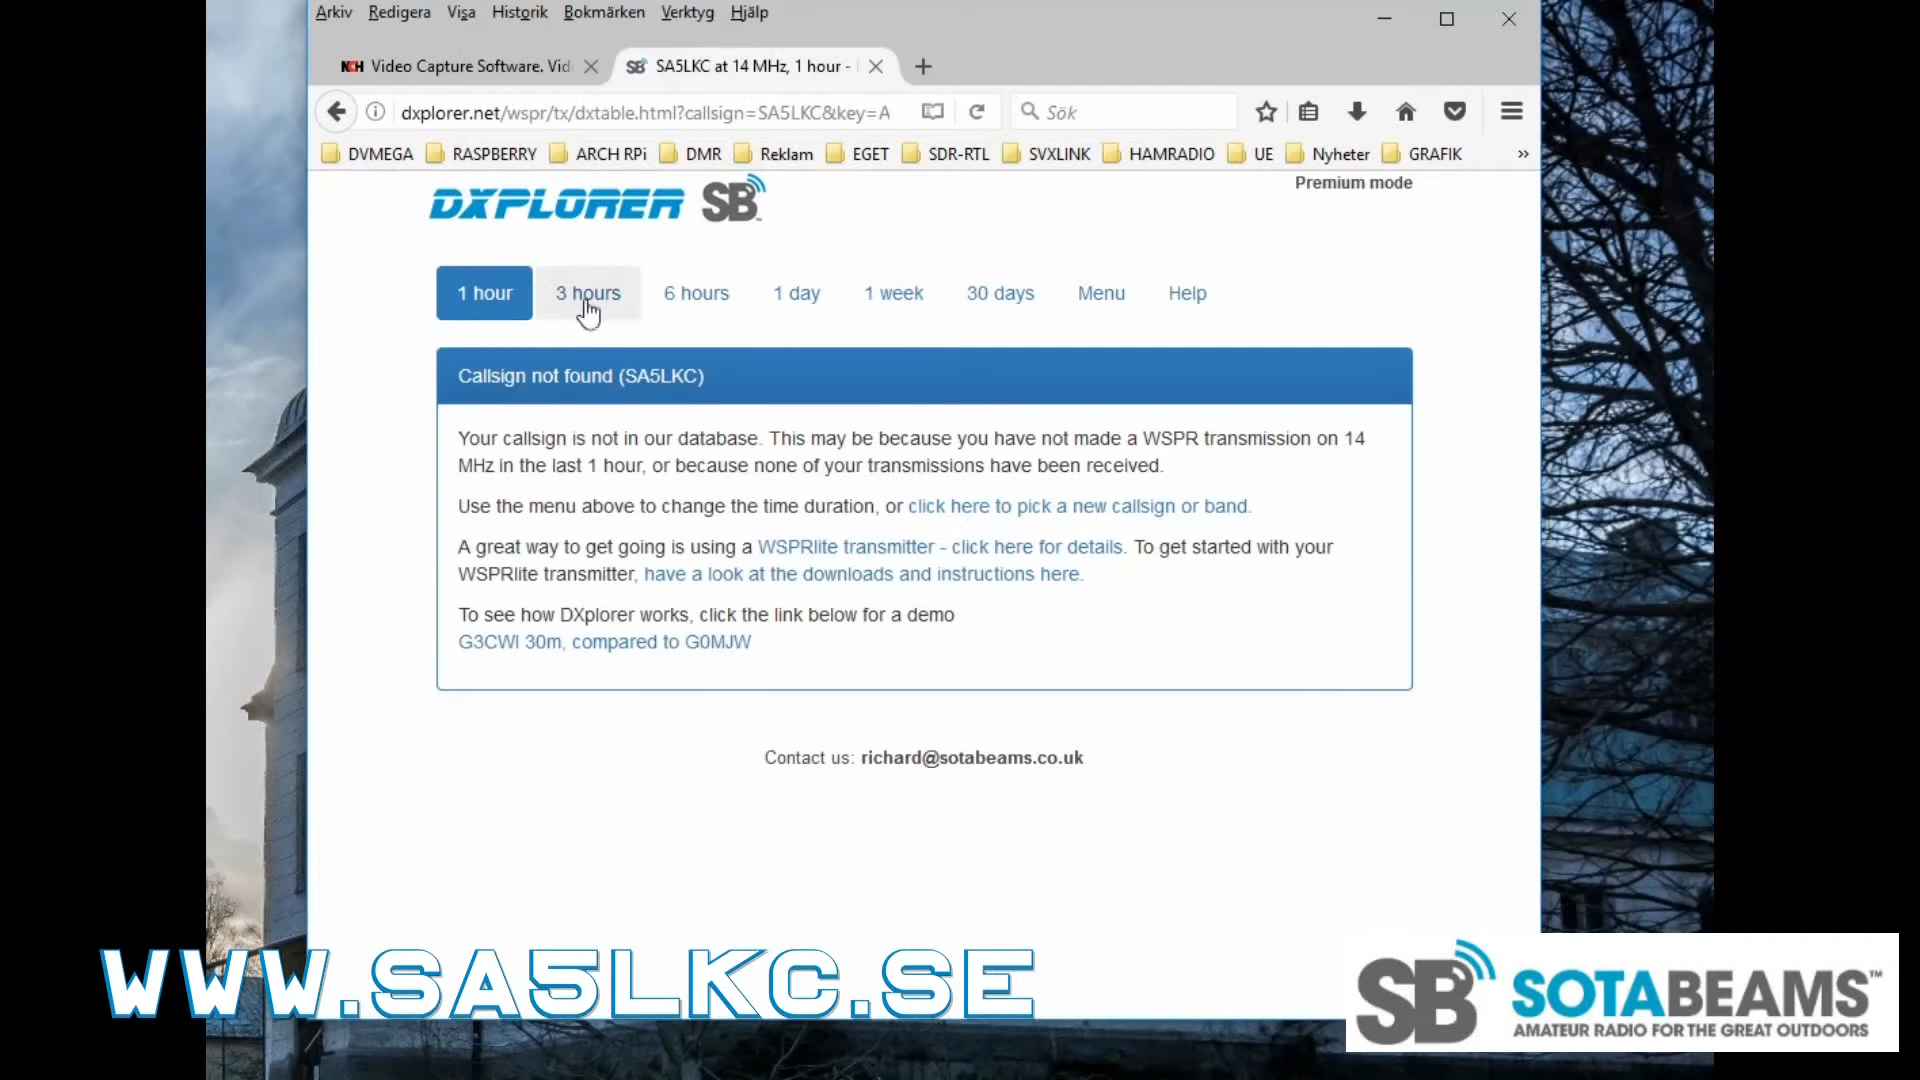 Arkiv Redigera Visa Historik Bokmärken Verktyg Hjälp
NCH Video Capture Software. Vid SB SA5LKC at 14 MHz, 1 hour -
dxplorer.net/wspr/tx/dxtable.html?callsign=SA5LKC&key=A Sök
DVMEGA RASPBERRY ARCH RPi DMR Reklam EGET SDR-RTL SVXLINK HAMRADIO UE Nyheter GRAFIK »
DXPLORER SB™ Premium mode
1 hour 3 hours 6 hours 1 day 1 week 30 days Menu Help
Callsign not found (SA5LKC)
Your callsign is not in our database. This may be because you have not made a WSPR transmission on 14
MHz in the last 1 hour, or because none of your transmissions have been received.
Use the menu above to change the time duration, or click here to pick a new callsign or band.
A great way to get going is using a WSPRlite transmitter - click here for details. To get started with your
WSPRlite transmitter, have a look at the downloads and instructions here.
To see how DXplorer works, click the link below for a demo
G3CWI 30m, compared to G0MJW
Contact us: richard@sotabeams.co.uk
WWW.SA5LKC.SE
SB SOTABEAMS™
AMATEUR RADIO FOR THE GREAT OUTDOORS